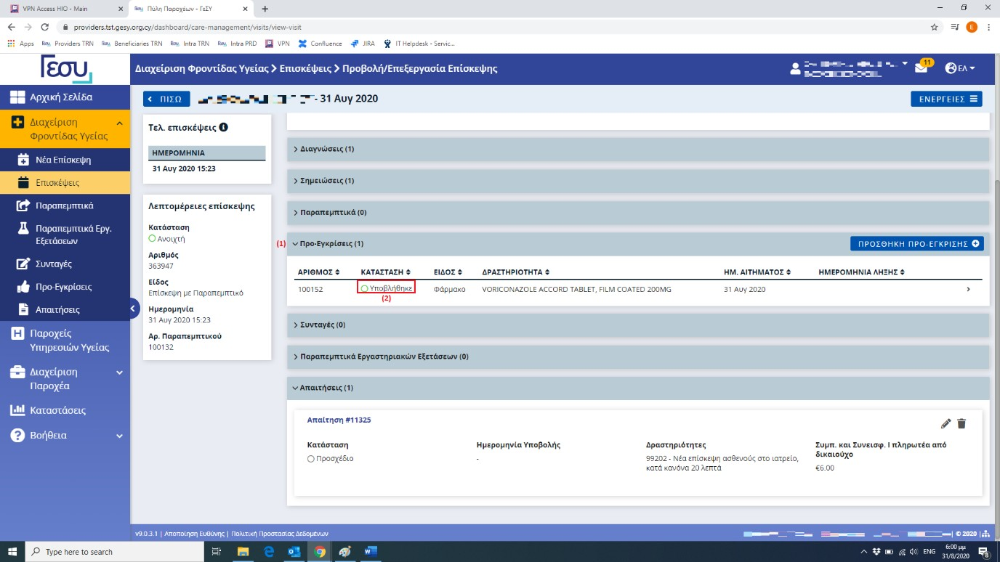 VPN Access HIO - Main
Πύλη Παροχέων - ΓεΣΥ
providers.tst.gesy.org.cy/dashboard/care-management/visits/view-visit
E
Apps Providers TRN Beneficiaries TRN Intra TRN Intra PRD VPN Confluence JIRA IT Helpdesk - Servic...
Γεσυ
Διαχείριση Φροντίδας Υγείας > Επισκέψεις > Προβολή/Επεξεργασία Επίσκεψης
11
ΕΛ
Αρχική Σελίδα
Διαχείριση
Φροντίδας Υγείας
Νέα Επίσκεψη
Επισκέψεις
Παραπεμπτικά
Παραπεμπτικά Εργ.
Εξετάσεων
Συνταγές
Προ-Εγκρίσεις
Απαιτήσεις
Παροχείς
Υπηρεσιών Υγείας
Διαχείριση
Παροχέα
Καταστάσεις
Βοήθεια
ΠΙΣΩ
- 31 Αυγ 2020
ΕΝΕΡΓΕΙΕΣ
Τελ. επισκέψεις
ΗΜΕΡΟΜΗΝΙΑ
31 Αυγ 2020 15:23
Λεπτομέρειες επίσκεψης
Κατάσταση
Ανοιχτή
Αριθμός
363947
Είδος
Επίσκεψη με Παραπεμπτικό
Ημερομηνία
31 Αυγ 2020 15:23
Αρ. Παραπεμπτικού
100132
Διαγνώσεις (1)
Σημειώσεις (1)
Παραπεμπτικά (0)
(1)
Προ-Εγκρίσεις (1)
ΠΡΟΣΘΗΚΗ ΠΡΟ-ΕΓΚΡΙΣΗΣ
ΑΡΙΘΜΟΣ ΚΑΤΑΣΤΑΣΗ ΕΙΔΟΣ ΔΡΑΣΤΗΡΙΟΤΗΤΑ ΗΜ. ΑΙΤΗΜΑΤΟΣ ΗΜΕΡΟΜΗΝΙΑ ΛΗΞΗΣ
100152 Υποβλήθηκε Φάρμακο VORICONAZOLE ACCORD TABLET, FILM COATED 200MG 31 Αυγ 2020
(2)
Συνταγές (0)
Παραπεμπτικά Εργαστηριακών Εξετάσεων (0)
Απαιτήσεις (1)
Απαίτηση #11325
Κατάσταση
Προσχέδιο
Ημερομηνία Υποβολής
-
Δραστηριότητες
99202 - Νέα επίσκεψη ασθενούς στο ιατρείο,
κατά κανόνα 20 λεπτά
Συμπ. και Συνεισφ. Ι πληρωτέα από
δικαιούχο
€6.00
v9.0.3.1 | Αποποίηση Ευθύνης | Πολιτική Προστασίας Δεδομένων
| © 2020 |
Type here to search
ENG
6:00 μμ
31/8/2020
8